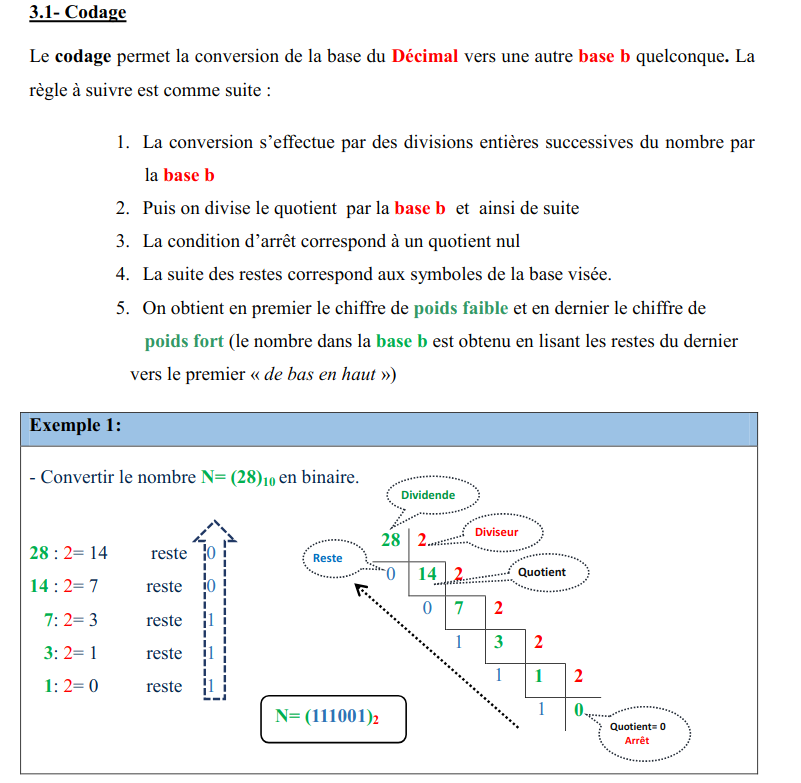 3.1- Codage
Le codage permet la conversion de la base du Décimal vers une autre base b quelconque. La
règle à suivre est comme suite :
1. La conversion s'effectue par des divisions entières successives du nombre par
la base b
2. Puis on divise le quotient par la base b et ainsi de suite
3. La condition d'arrêt correspond à un quotient nul
4. La suite des restes correspond aux symboles de la base visée.
5. On obtient en premier le chiffre de poids faible et en dernier le chiffre de
poids fort (le nombre dans la base b est obtenu en lisant les restes du dernier
vers le premier « de bas en haut »)
Exemple 1:
- Convertir le nombre N= (28)10 en binaire.
28 : 2= 14 reste 0
14 : 2= 7 reste 0
7: 2= 3 reste 1
3: 2= 1 reste 1
1: 2= 0 reste 1
N= (111001)2
Dividende
28 2
Diviseur
Reste
0 14 2
Quotient
0 7 2
1 3 2
1 1 2
1 0
Quotient= 0
Arrêt